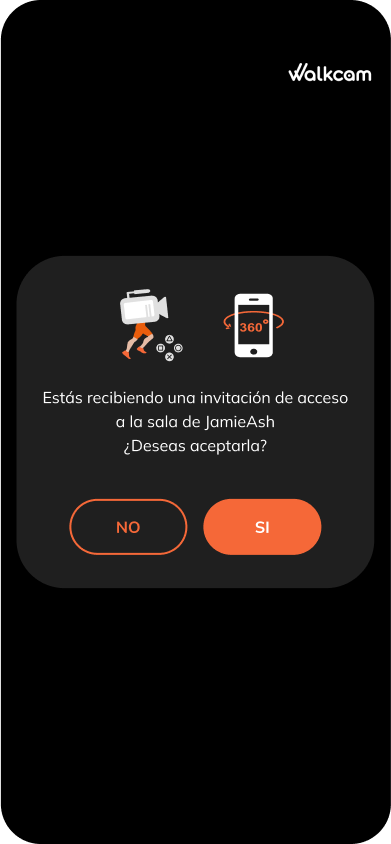 Walkcam
360°
Estás recibiendo una invitación de acceso
a la sala de JamieAsh
¿Deseas aceptarla?
NO
SI